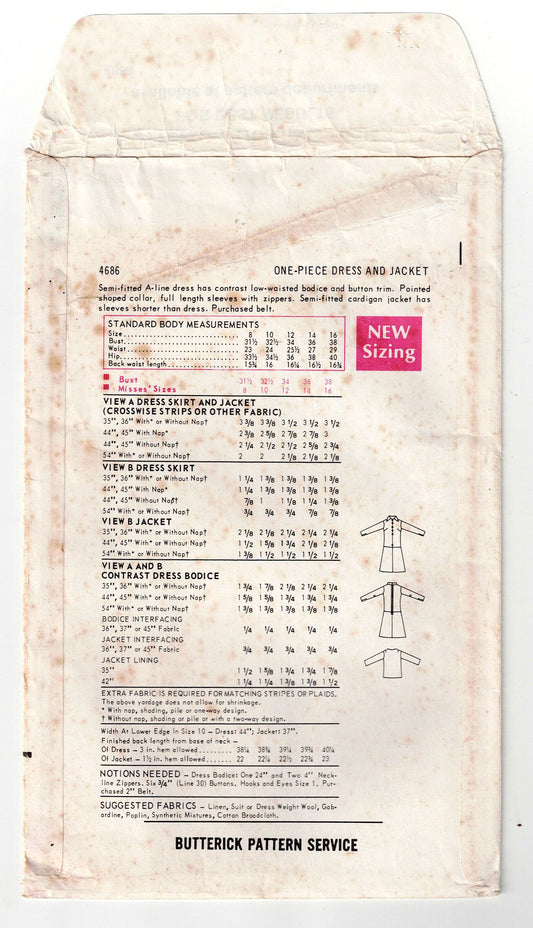 4686 ONE-PIECE DRESS AND JACKET
Semi-fitted A-line dress has contrast low-waisted bodice and button trim. Pointed
shaped collar, full length sleeves with zippers. Semi-fitted cardigan jacket has
sleeves shorter than dress. Purchased belt.
STANDARD BODY MEASUREMENTS
Size 8 10 12 14 16
Bust 31½ 32½ 34 36 38
Waist 23 24 25½ 27 29
Hip 33½ 34½ 36 38 40
Back waist length 15¾ 16 16¼ 16½ 16¾
NEW
Sizing
Bust 31½ 32½ 34 36 38
Misses' Sizes 8 10 12 14 16
VIEW A DRESS SKIRT AND JACKET
(CROSSWISE STRIPS OR OTHER FABRIC)
35", 36" With* or Without Nap† 3 3/8 3 3/8 3 1/2 3 1/2 3 1/2
44", 45" With Nap* 2 3/8 2 5/8 2 7/8 2 7/8 3
44", 45" Without Nap† 2 1/4 2 1/2 2 1/2 2 5/8 2 3/4
54" With* or Without Nap† 2 2 2 1/8 2 1/8 2 1/8
VIEW B DRESS SKIRT
35", 36" With* or Without Nap† 1 1/4 1 1/8 1 3/8 1 3/8 1 3/8
44", 45" With Nap* 1 1/4 1 3/8 1 3/8 1 3/8 1 3/8
44", 45" Without Nap† 7/8 1 1 1/8 1 1/8 1 3/8
54" With* or Without Nap† 3/4 3/4 3/4 7/8 7/8
VIEW B JACKET
35", 36" With* or Without Nap† 2 1/8 2 1/8 2 1/4 2 1/4 2 1/4
44", 45" With* or Without Nap† 1 1/2 1 5/8 1 3/4 2 1/8 2 1/8
54" With* or Without Nap† 1 3/8 1 1/2 1 1/2 1 1/2 1 1/2
VIEW A AND B
CONTRAST DRESS BODICE
35", 36" With* or Without Nap† 1 3/4 1 7/8 2 1/8 2 1/4 2 1/4
44", 45" With* or Without Nap† 1 5/8 1 5/8 1 3/4 1 3/4 1 3/4
54" With* or Without Nap† 1 3/8 1 3/8 1 3/8 1 3/8 1 3/8
BODICE INTERFACING
36", 37" or 45" Fabric 1/4 1/4 1/4 1/4 1/4
JACKET INTERFACING
36", 37" or 45" Fabric 3/4 3/4 3/4 3/4 3/4
JACKET LINING
35" 1 1/2 1 5/8 1 3/4 1 3/4 1 7/8
42" 1 1/4 1 1/4 1 3/8 1 3/8 1 1/2
EXTRA FABRIC IS REQUIRED FOR MATCHING STRIPES OR PLAIDS.
The above yardage does not allow for shrinkage.
* With nap, shading, pile or one-way design.
† Without nap, shading or pile or with a two-way design.
Width At Lower Edge In Size 10 – Dress: 44"; Jacket: 37".
Finished back length from base of neck –
Of Dress – 3 in. hem allowed 38¼ 38¾ 39¼ 39¾ 40¼
Of Jacket – 1½ in. hem allowed 22 22¼ 22½ 22¾ 23
NOTIONS NEEDED – Dress Bodice: One 24" and Two 4" Neck-
line Zippers. Six 3/4" (Line 30) Buttons. Hooks and Eyes Size 1. Pur-
chased 2" Belt.
SUGGESTED FABRICS – Linen, Suit or Dress Weight Wool, Gab-
ardine, Poplin, Synthetic Mixtures, Cotton Broadcloth.
BUTTERICK PATTERN SERVICE